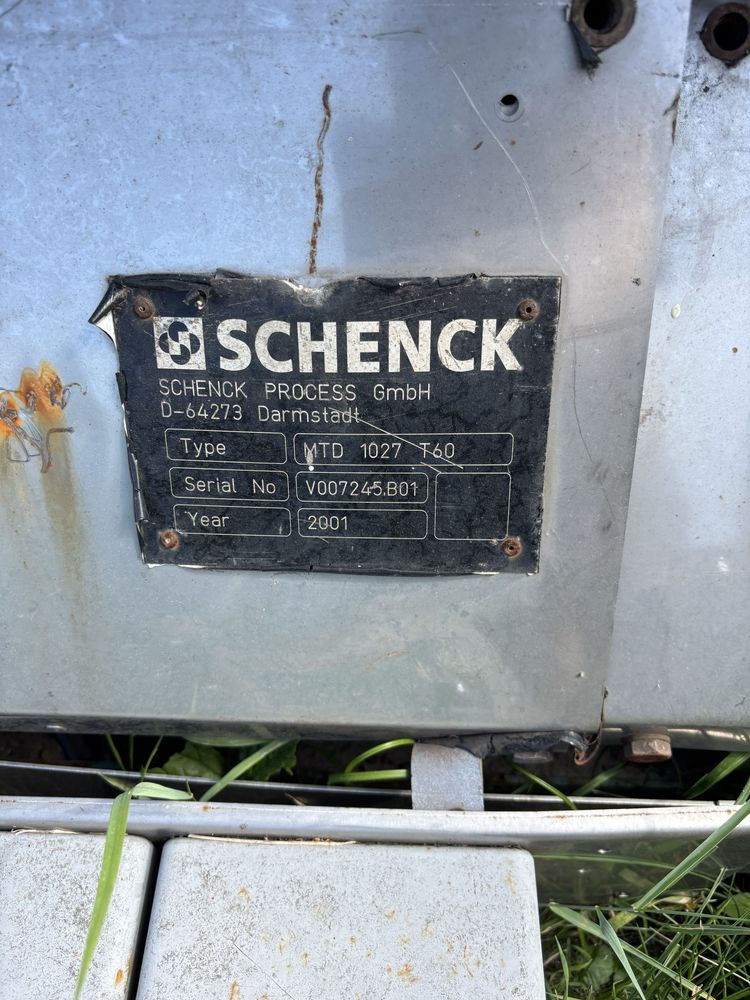 SCHENCK
SCHENCK PROCESS GmbH
D-64273 Darmstadt
Type MTD 1027 T60
Serial No V007245.B01
Year 2001